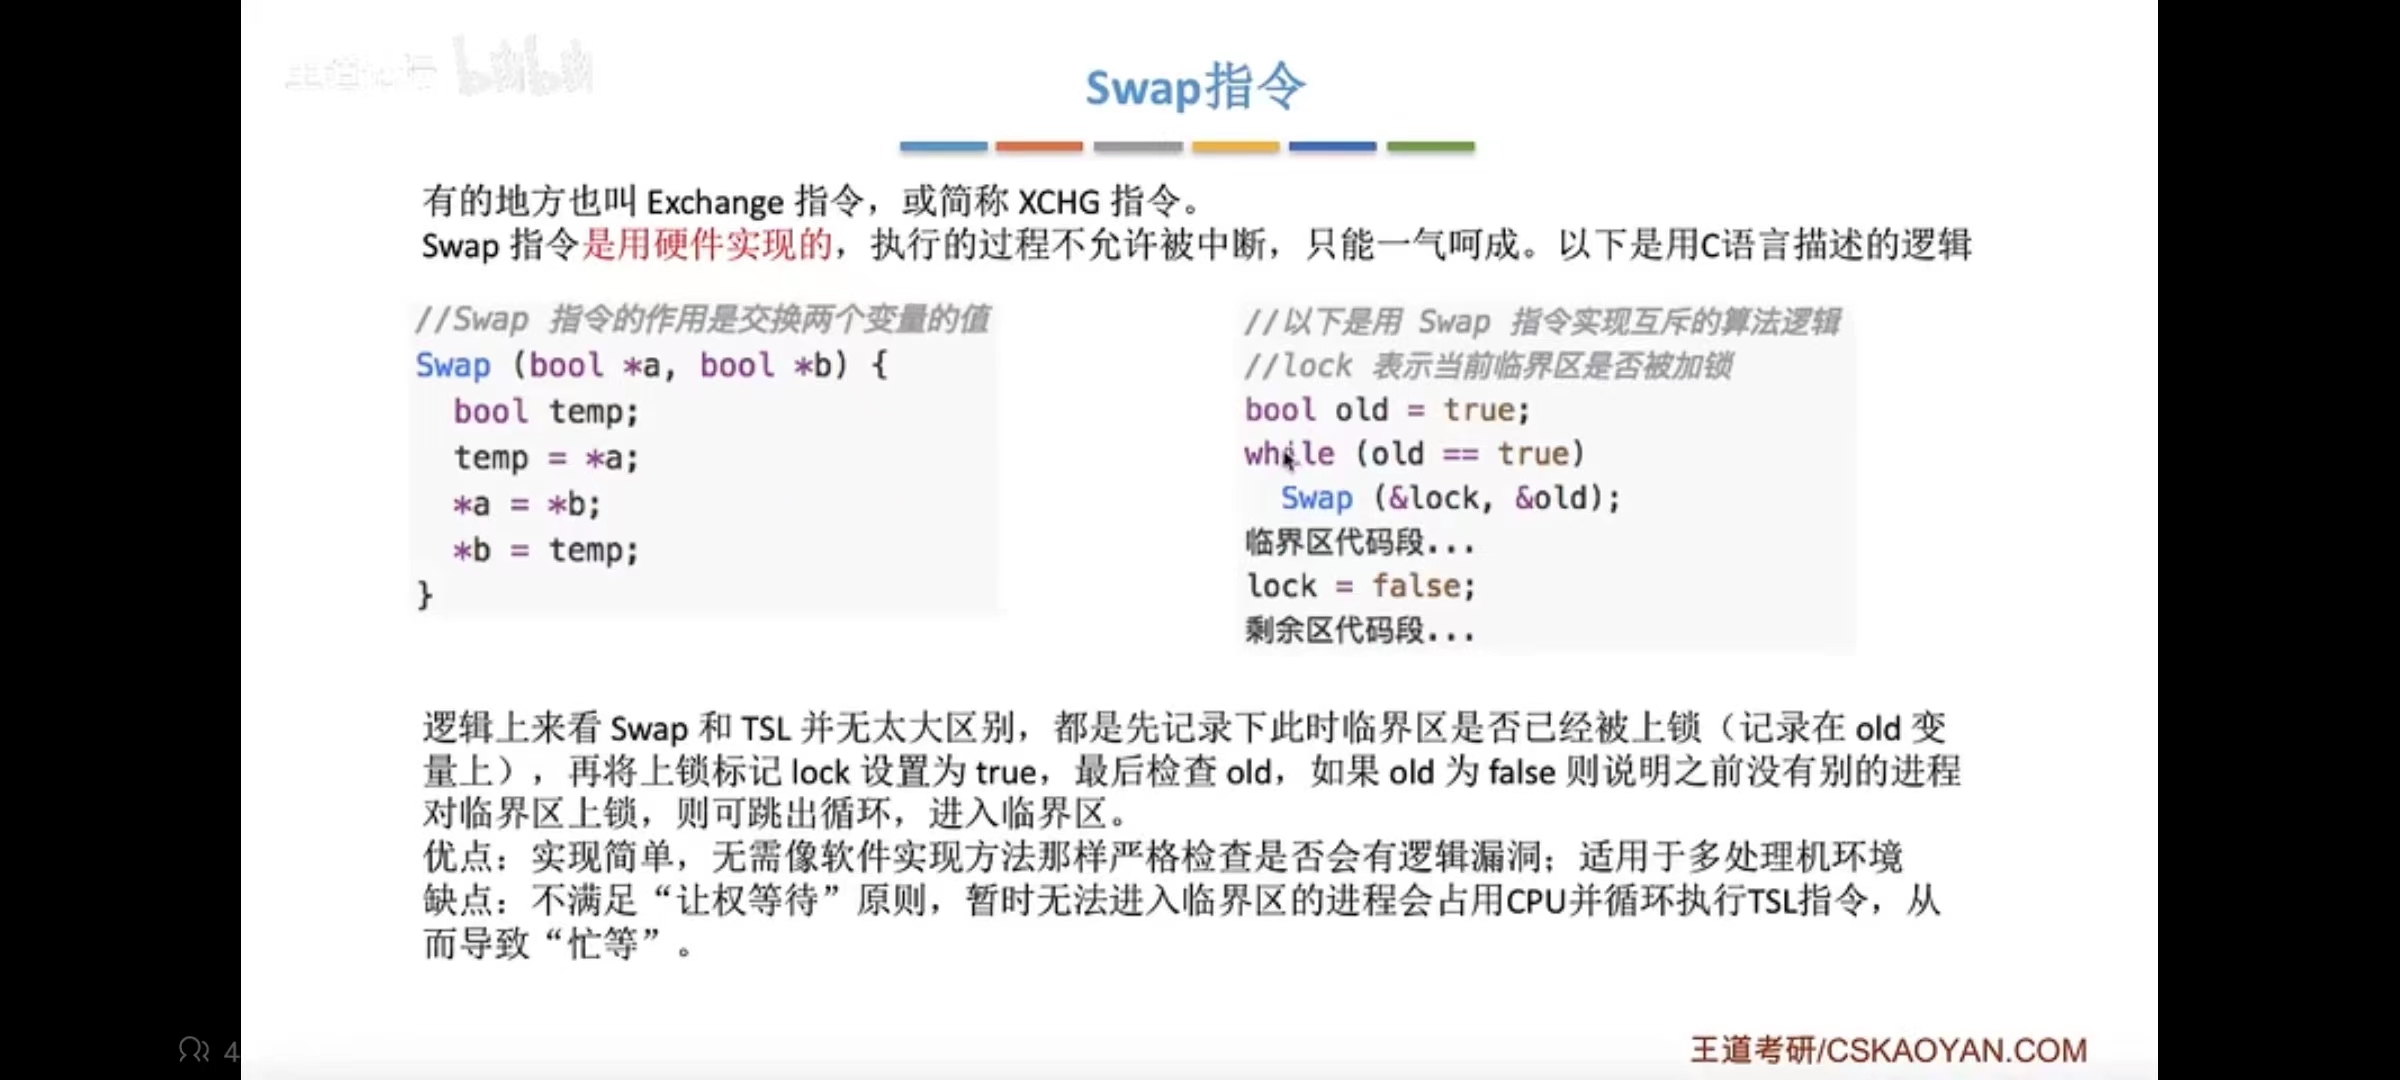 Swap指令
有的地方也叫 Exchange 指令，或简称 XCHG 指令。
Swap 指令是用硬件实现的，执行的过程不允许被中断，只能一气呵成。以下是用C语言描述的逻辑
//Swap 指令的作用是交换两个变量的值
Swap (bool *a, bool *b) {
bool temp;
temp = *a;
*a = *b;
*b = temp;
}
//以下是用 Swap 指令实现互斥的算法逻辑
//lock 表示当前临界区是否被加锁
bool old = true;
while (old == true)
Swap (&lock, &old);
临界区代码段...
lock = false;
剩余区代码段...
逻辑上来看 Swap 和 TSL 并无太大区别，都是先记录下此时临界区是否已经被上锁（记录在 old 变
量上），再将上锁标记 lock 设置为 true，最后检查 old，如果 old 为 false 则说明之前没有别的进程
对临界区上锁，则可跳出循环，进入临界区。
优点：实现简单，无需像软件实现方法那样严格检查是否会有逻辑漏洞；适用于多处理机环境
缺点：不满足“让权等待”原则，暂时无法进入临界区的进程会占用CPU并循环执行TSL指令，从
而导致“忙等”。
4
王道考研/CSKAOYAN.COM